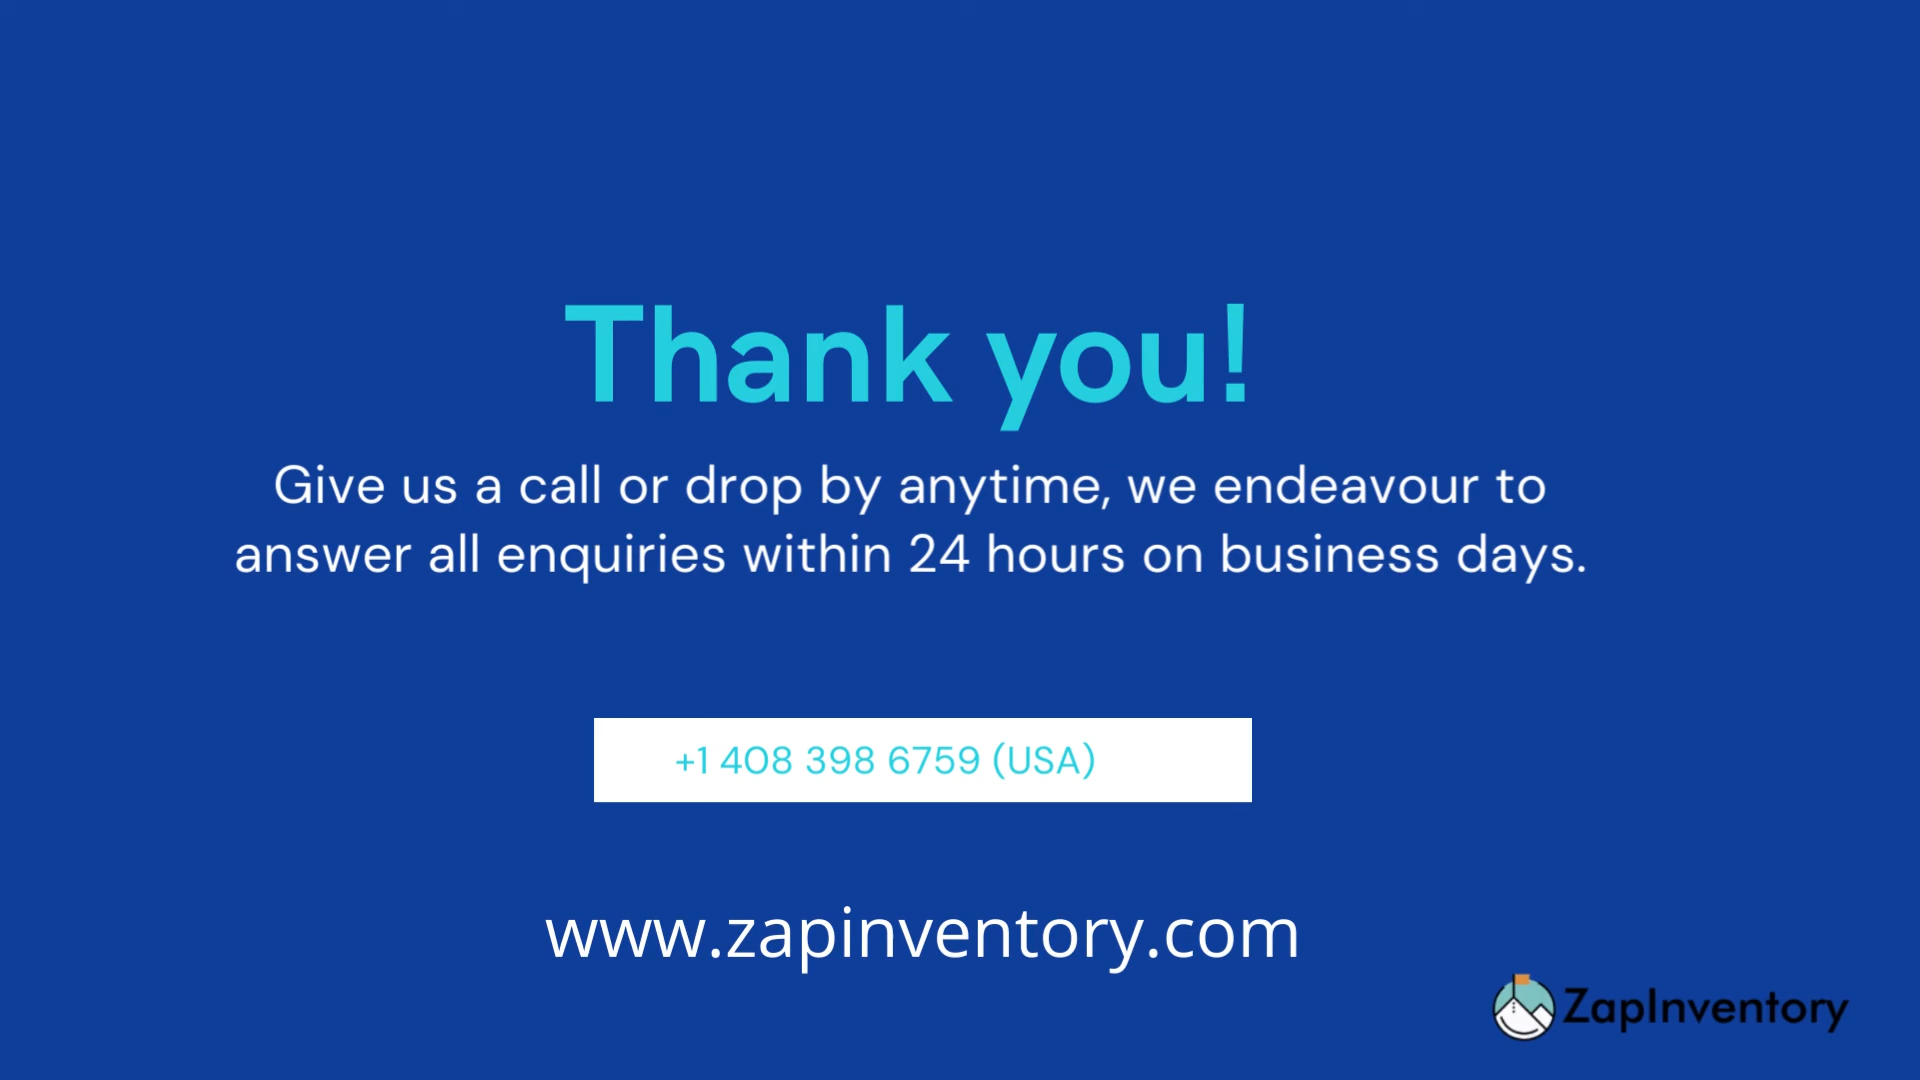 Thank you!
Give us a call or drop by anytime, we endeavour to
answer all enquiries within 24 hours on business days.
+1 408 398 6759 (USA)
www.zapinventory.com
ZapInventory